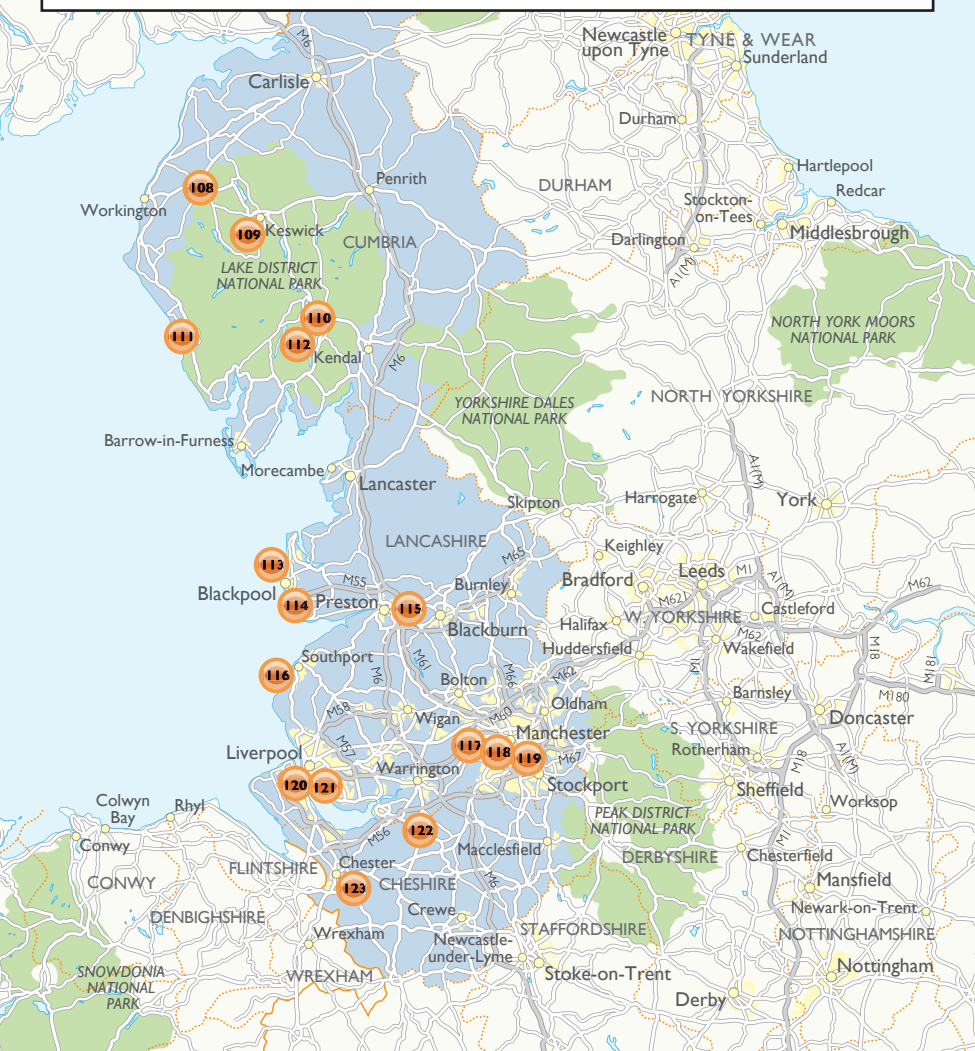 M6
Newcastle
upon Tyne
TYNE & WEAR
Sunderland
Carlisle
Durham
Hartlepool
108
Penrith
DURHAM
Redcar
Workington
Stockton-
on-Tees
109
Keswick
CUMBRIA
Darlington
Middlesbrough
LAKE DISTRICT
NATIONAL PARK
A1(M)
110
111
112
Kendal
M6
NORTH YORK MOORS
NATIONAL PARK
YORKSHIRE DALES
NATIONAL PARK
NORTH YORKSHIRE
Barrow-in-Furness
Morecambe
Lancaster
A1(M)
Skipton
Harrogate
York
LANCASHIRE
Keighley
113
M65
M55
Burnley
Bradford
Leeds
M1
A1(M)
M62
Blackpool
114
Preston
115
M621
Castleford
Blackburn
Halifax
W. YORKSHIRE
M62
Wakefield
Huddersfield
M18
M181
Southport
116
M61
M6
M66
M62
M1
Bolton
Barnsley
M180
M58
Wigan
M60
Oldham
Doncaster
S. YORKSHIRE
Manchester
Rotherham
Liverpool
M57
117
118
119
M67
M18
A1(M)
Warrington
120
121
Stockport
Sheffield
Colwyn
Bay
Rhyl
Worksop
PEAK DISTRICT
NATIONAL PARK
122
M56
M1
Conwy
Macclesfield
DERBYSHIRE
Chesterfield
FLINTSHIRE
Chester
CONWY
123
CHESHIRE
M6
Mansfield
Crewe
Newark-on-Trent
DENBIGHSHIRE
STAFFORDSHIRE
NOTTINGHAMSHIRE
Wrexham
Newcastle-
under-Lyme
SNOWDONIA
NATIONAL
PARK
WREXHAM
Stoke-on-Trent
Nottingham
Derby